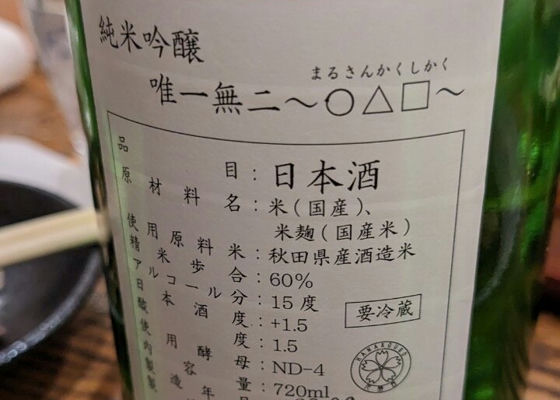 純米吟醸
まるさんかくしかく
唯一無二〜○△□〜
品目：日本酒
原材料名：米(国産)、
米麹(国産米)
使用原料米：秋田県産酒造米
精米歩合：60%
アルコール分：15度
日本酒度：+1.5
酸度：1.5
使用酵母：ND-4
内容量：720ml
製造年月
要冷蔵